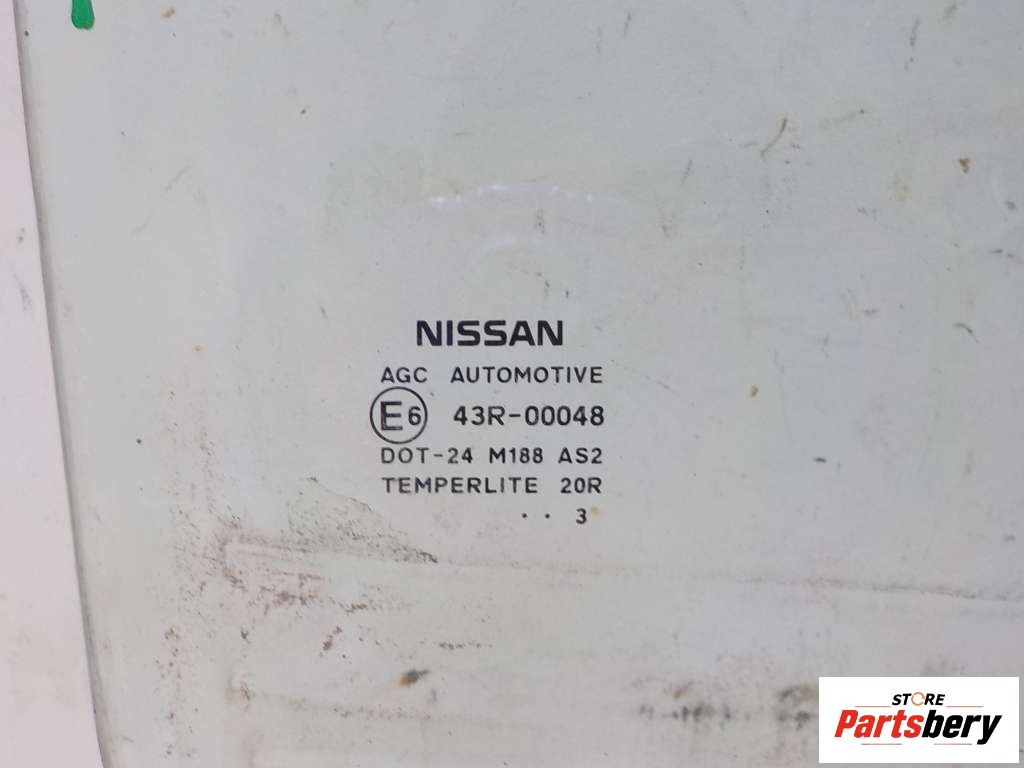 NISSAN
AGC AUTOMOTIVE
E6 43R-00048
DOT-24 M188 AS2
TEMPERLITE 20R
. . 3
STORE
Partsbery